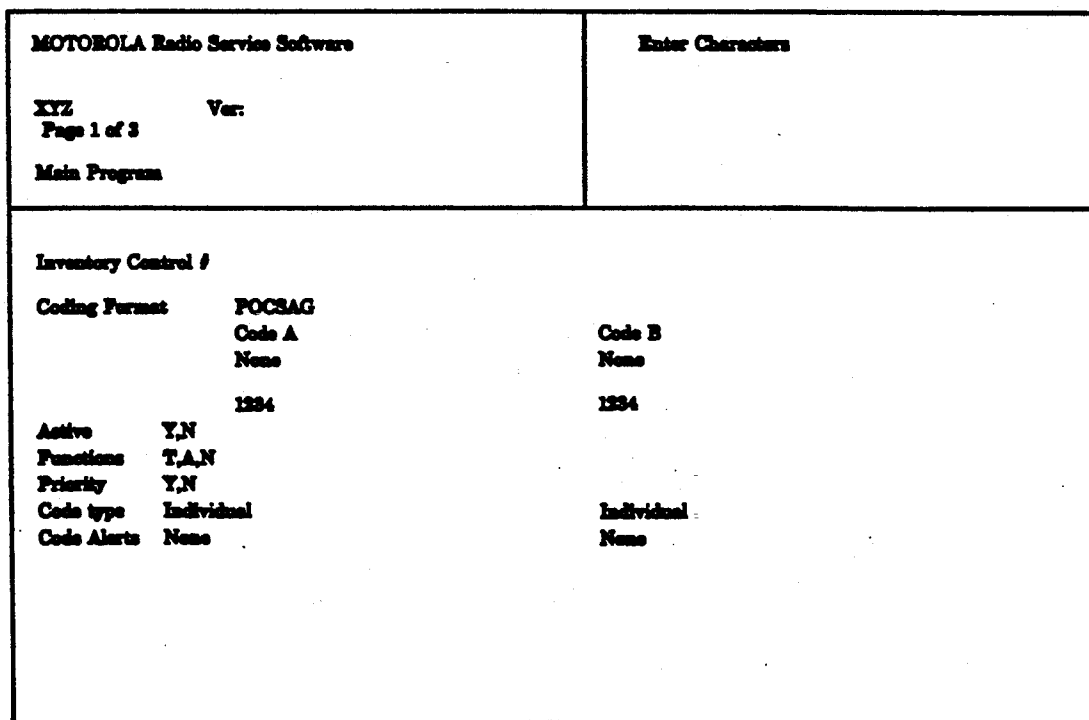 MOTOROLA Radio Service Software
Enter Characters
XYZ Ver:
Page 1 of 3
Main Program
Inventory Control #
Coding Format POCSAG
Code A Code B
None None
1234 1234
Active Y,N
Functions T,A,N
Priority Y,N
Code type Individual Individual
Code Alerts None None